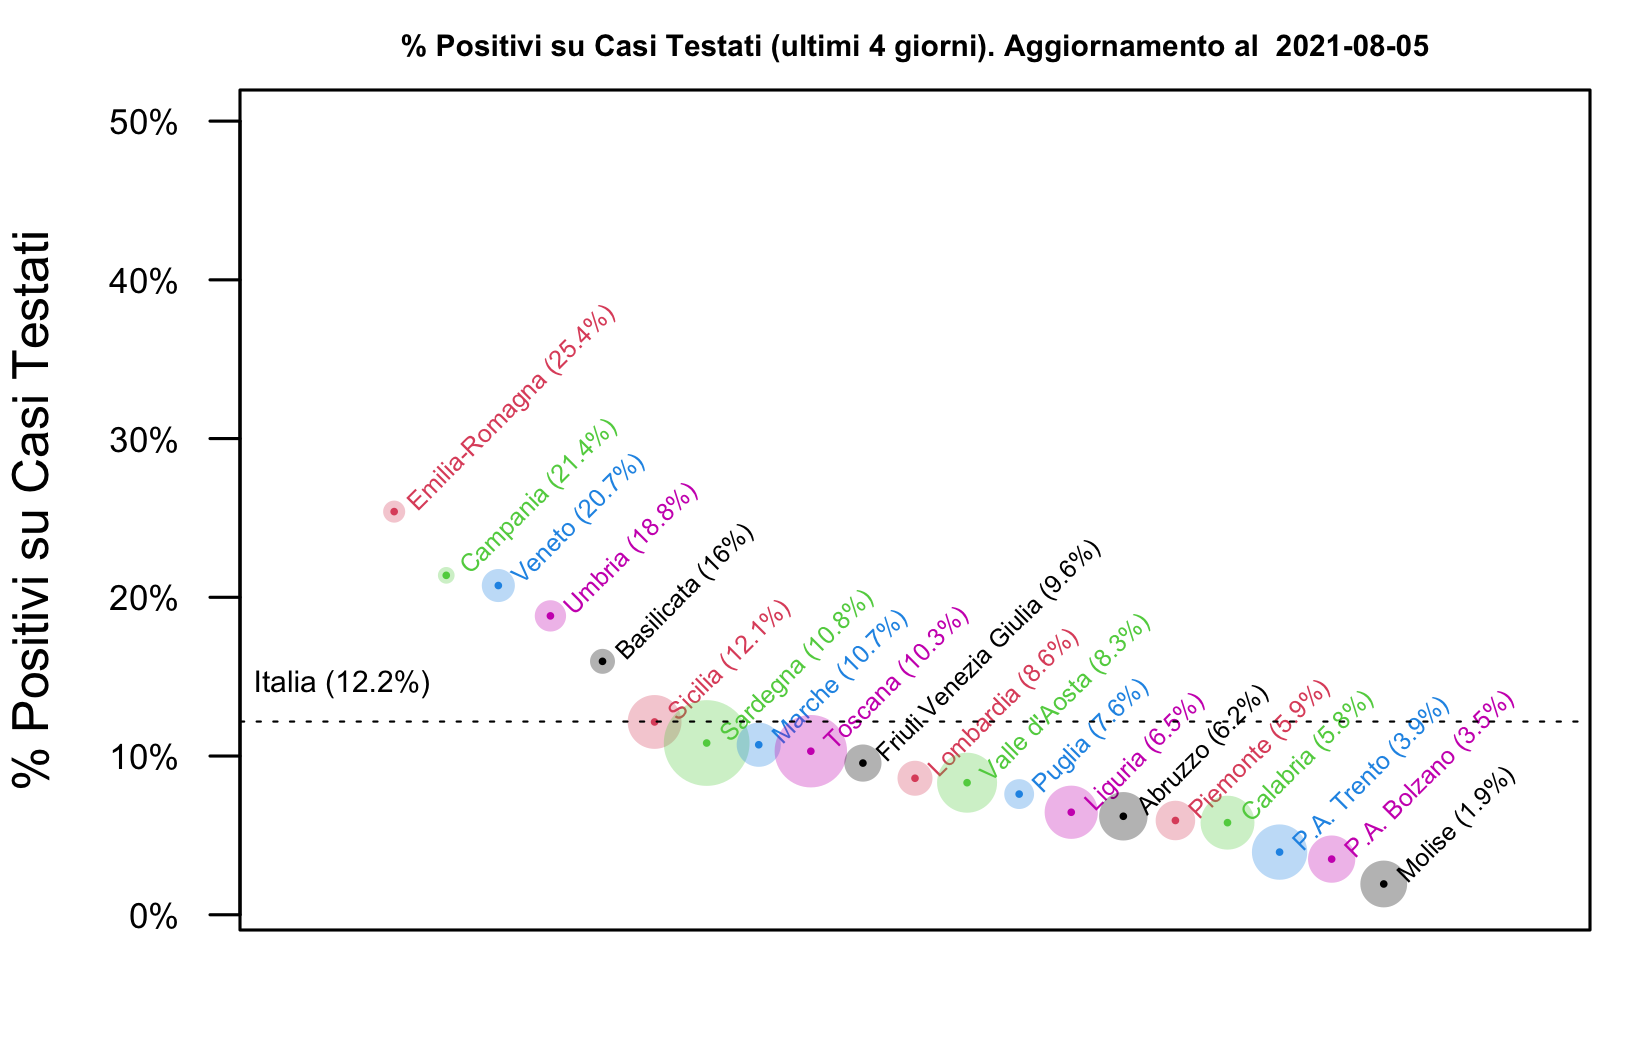 % Positivi su Casi Testati (ultimi 4 giorni). Aggiornamento al  2021-08-05
% Positivi su Casi Testati
50%
40%
30%
20%
10%
0%
Italia (12.2%)
Emilia-Romagna (25.4%)
Campania (21.4%)
Veneto (20.7%)
Umbria (18.8%)
Basilicata (16%)
Sicilia (12.1%)
Sardegna (10.8%)
Marche (10.7%)
Toscana (10.3%)
Friuli Venezia Giulia (9.6%)
Lombardia (8.6%)
Valle d'Aosta (8.3%)
Puglia (7.6%)
Liguria (6.5%)
Abruzzo (6.2%)
Piemonte (5.9%)
Calabria (5.8%)
P.A. Trento (3.9%)
P.A. Bolzano (3.5%)
Molise (1.9%)